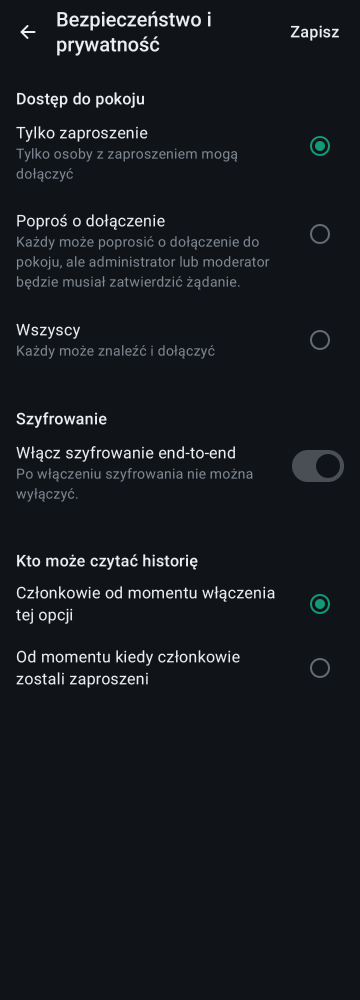 Bezpieczeństwo i
prywatność
Zapisz
Dostęp do pokoju
Tylko zaproszenie
Tylko osoby z zaproszeniem mogą
dołączyć
Poproś o dołączenie
Każdy może poprosić o dołączenie do
pokoju, ale administrator lub moderator
będzie musiał zatwierdzić żądanie.
Wszyscy
Każdy może znaleźć i dołączyć
Szyfrowanie
Włącz szyfrowanie end-to-end
Po włączeniu szyfrowania nie można
wyłączyć.
Kto może czytać historię
Członkowie od momentu włączenia
tej opcji
Od momentu kiedy członkowie
zostali zaproszeni